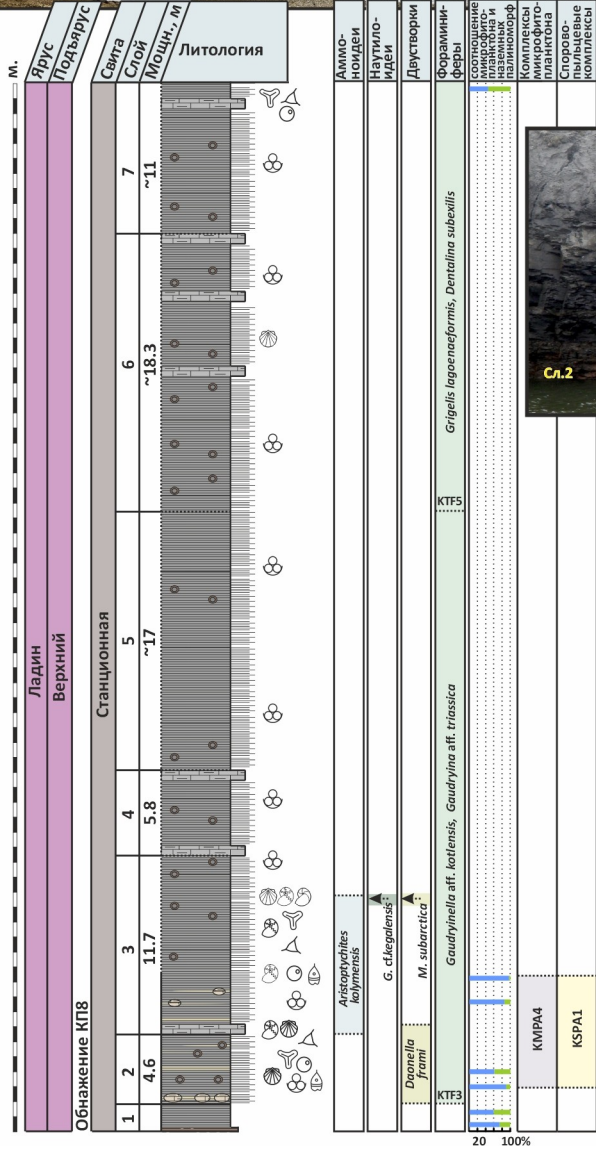 м.
Ярус
Подъярус
Свита
Слой
Мощн., м
Литология
Аммо-
ноидеи
Наутило-
идеи
Двустворки
Форамини-
феры
соотношение
микрофито-
планктона и
наземных
палиноморф
Комплексы
микрофито-
планктона
Спорово-
пыльцевые
комплексы
Ладин
Верхний
Обнажение КП8
Станционная
7
~11
6
~18.3
5
~17
4
5.8
3
11.7
2
4.6
1
Aristoptychites
kolymensis
G. cf.kegalensis
M. subarctica
Daonella
frami
Grigelis lagoenaeformis, Dentalina subexilis
KTF5
Gaudryinella aff. kotlensis, Gaudryina aff. triassica
KTF3
KMPA4
KSPA1
Сл.2
20 100%